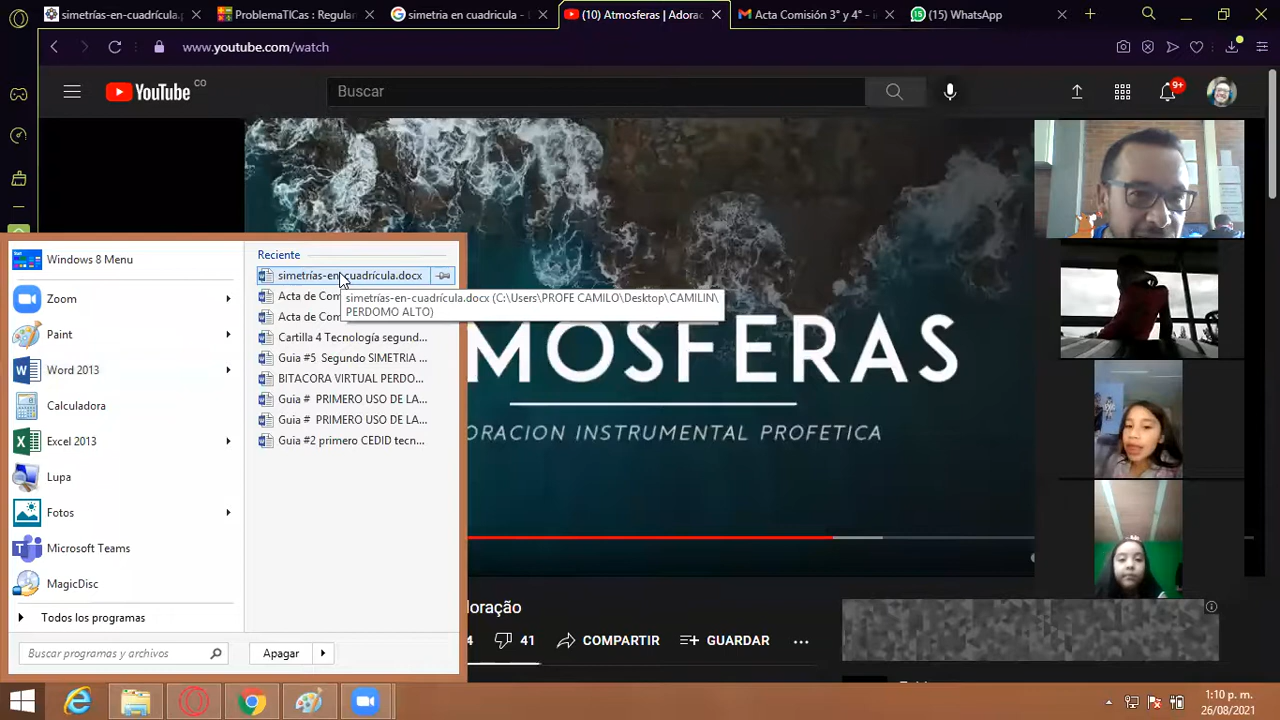 simetrías-en-cuadrícula.p
ProblemaTICas : Regular
simetria en cuadricula -
(10) Atmosferas | Adorac
Acta Comisión 3° y 4° - i
(15) WhatsApp
www.youtube.com/watch
YouTube CO
Buscar
9+
MOSFERAS
ORACION INSTRUMENTAL PROFETICA
Windows 8 Menu
Zoom
Paint
Word 2013
Calculadora
Excel 2013
Lupa
Fotos
Microsoft Teams
MagicDisc
Todos los programas
Buscar programas y archivos
Apagar
Reciente
simetrías-en-cuadrícula.docx
simetrías-en-cuadrícula.docx (C:\Users\PROFE CAMILO\Desktop\CAMILIN\
PERDOMO ALTO)
Acta de Com
Acta de Com
Cartilla 4 Tecnología segund...
Guia #5 Segundo SIMETRIA ...
BITACORA VIRTUAL PERDO...
Guia # PRIMERO USO DE LA...
Guia # PRIMERO USO DE LA...
Guia #2 primero CEDID tecn...
doração
4
41
COMPARTIR
GUARDAR
1:10 p. m.
26/08/2021